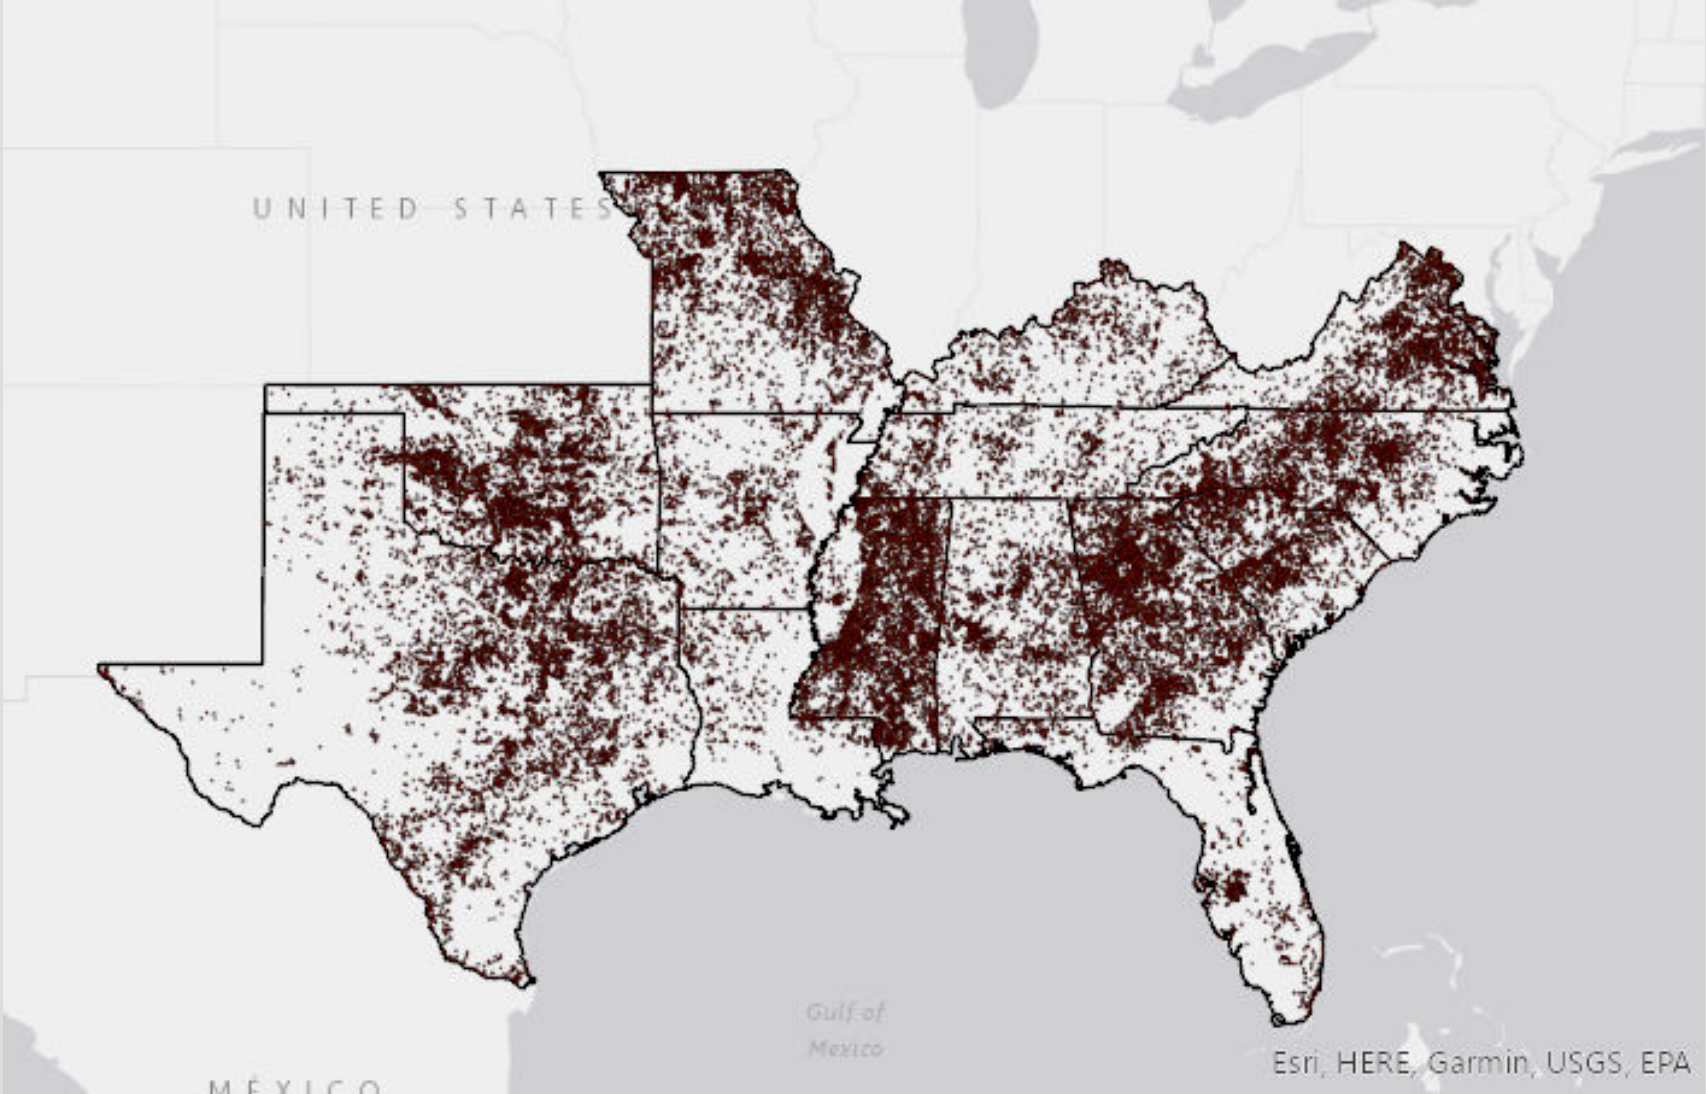 UNITED STATES
Gulf of
Mexico
Esri, HERE, Garmin, USGS, EPA
MÉXICO